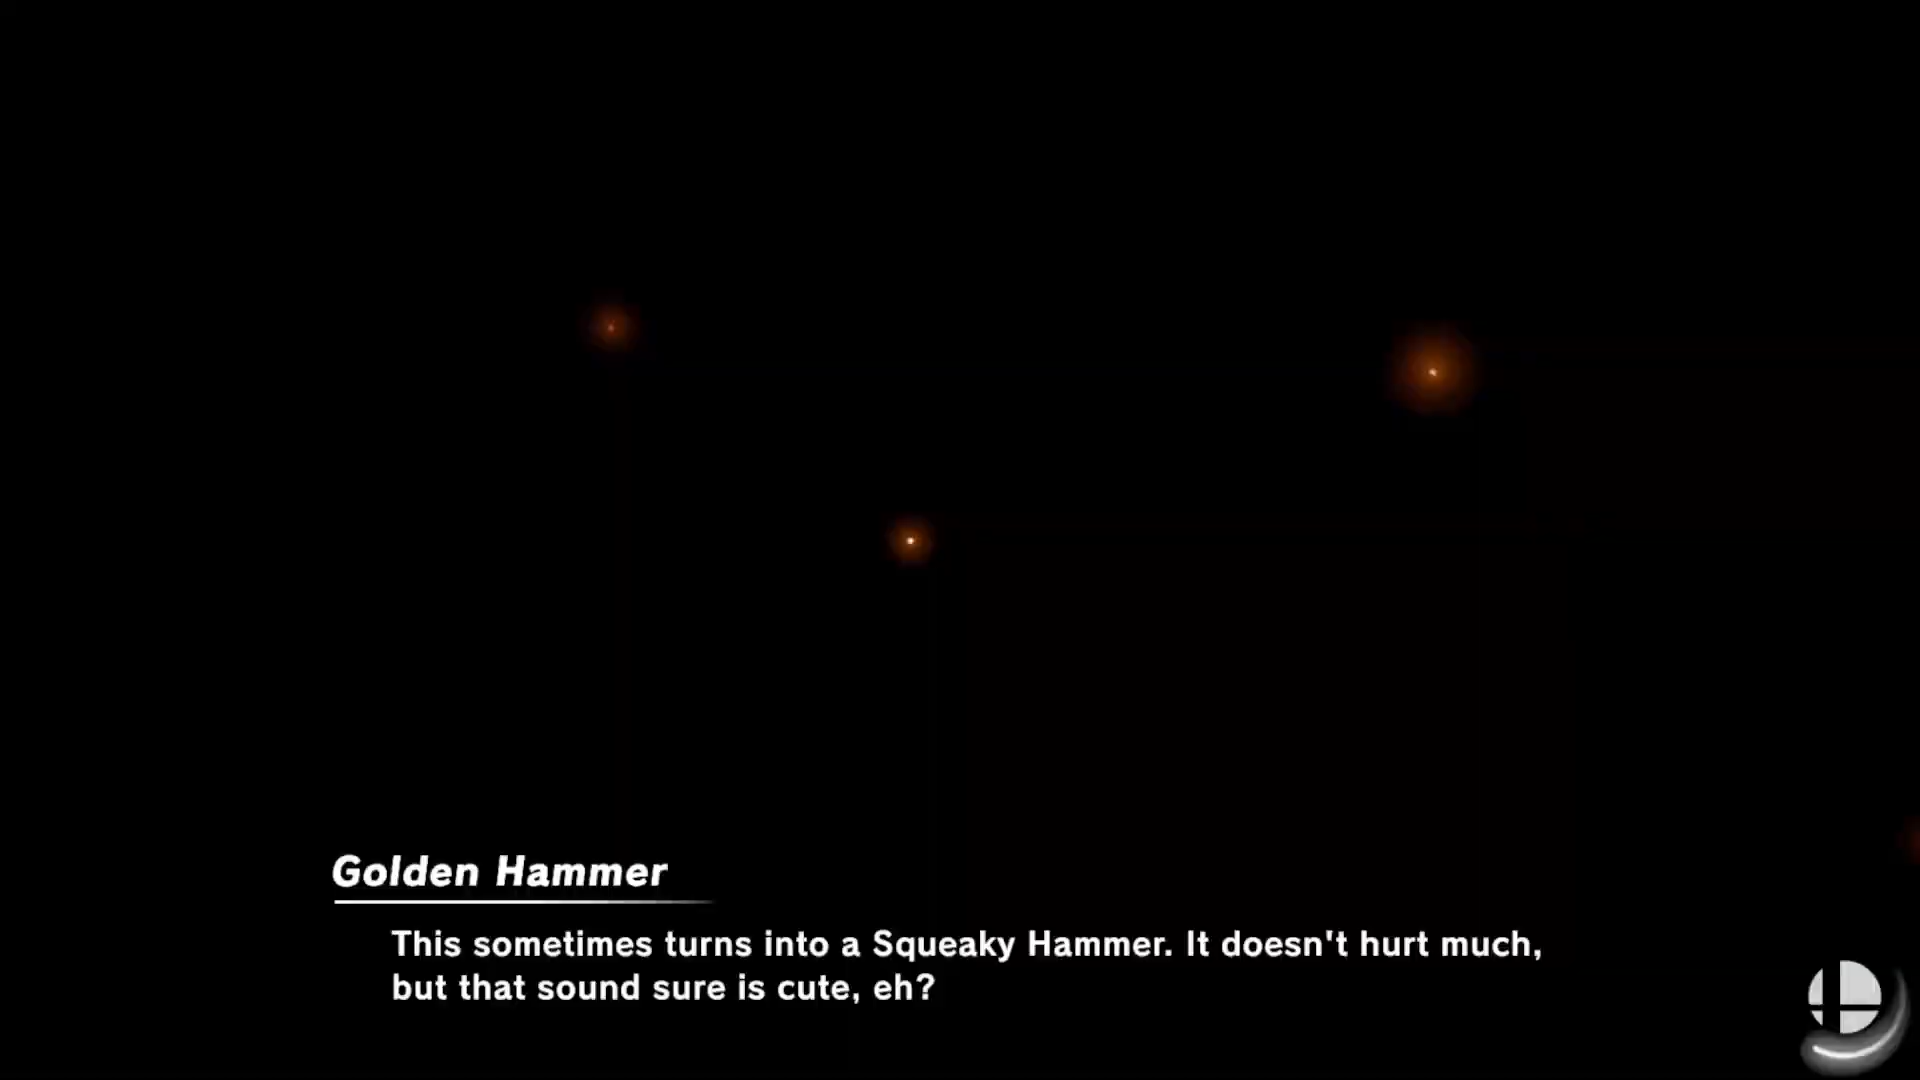 Golden Hammer
This sometimes turns into a Squeaky Hammer. It doesn't hurt much,
but that sound sure is cute, eh?